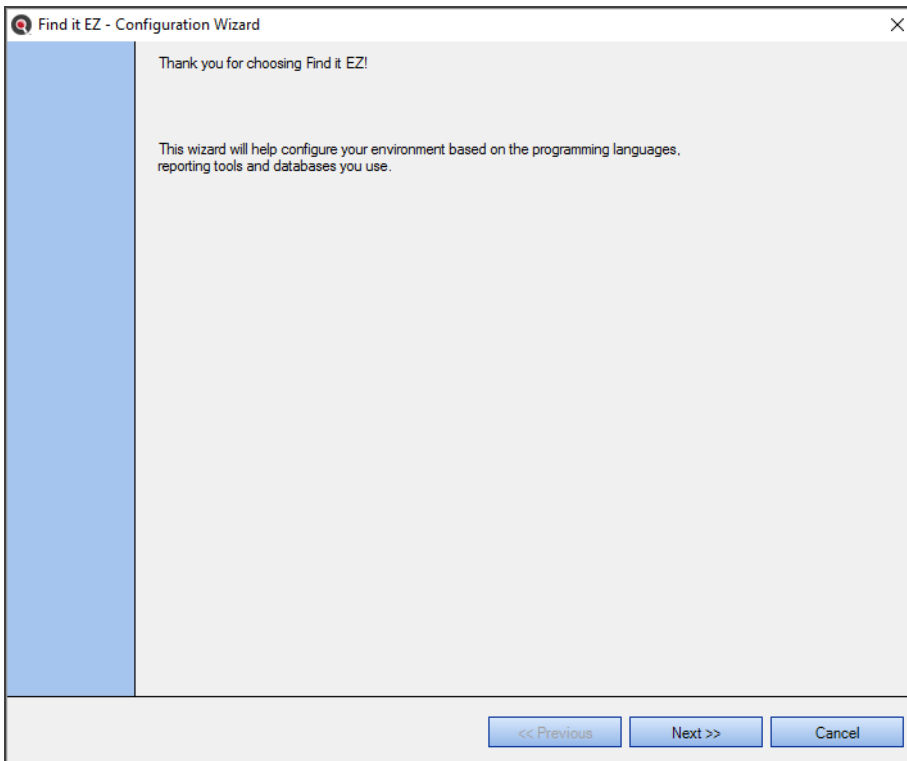 Find it EZ - Configuration Wizard
Thank you for choosing Find it EZ!
This wizard will help configure your environment based on the programming languages,
reporting tools and databases you use.
<< Previous
Next >>
Cancel